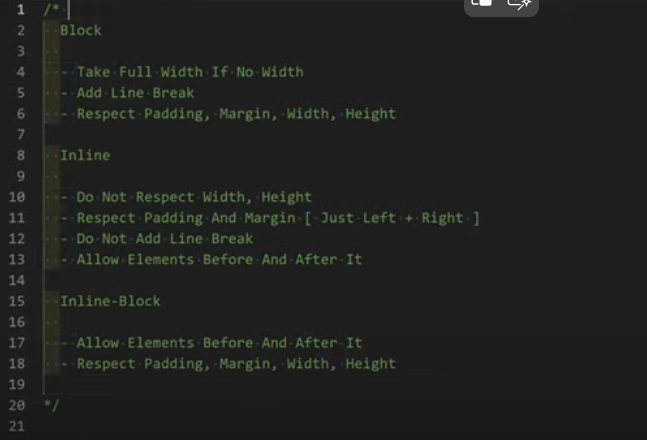 1 /*
2 Block
3
4 - Take Full Width If No Width
5 - Add Line Break
6 - Respect Padding, Margin, Width, Height
7
8 Inline
9
10 - Do Not Respect Width, Height
11 - Respect Padding And Margin [ Just Left + Right ]
12 - Do Not Add Line Break
13 - Allow Elements Before And After It
14
15 Inline-Block
16
17 - Allow Elements Before And After It
18 - Respect Padding, Margin, Width, Height
19
20 */
21